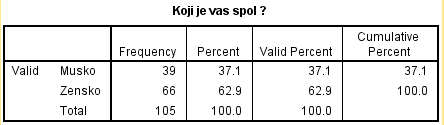 Koji je vas spol ?
Frequency Percent Valid Percent Cumulative Percent
Valid Musko 39 37.1 37.1 37.1
Zensko 66 62.9 62.9 100.0
Total 105 100.0 100.0